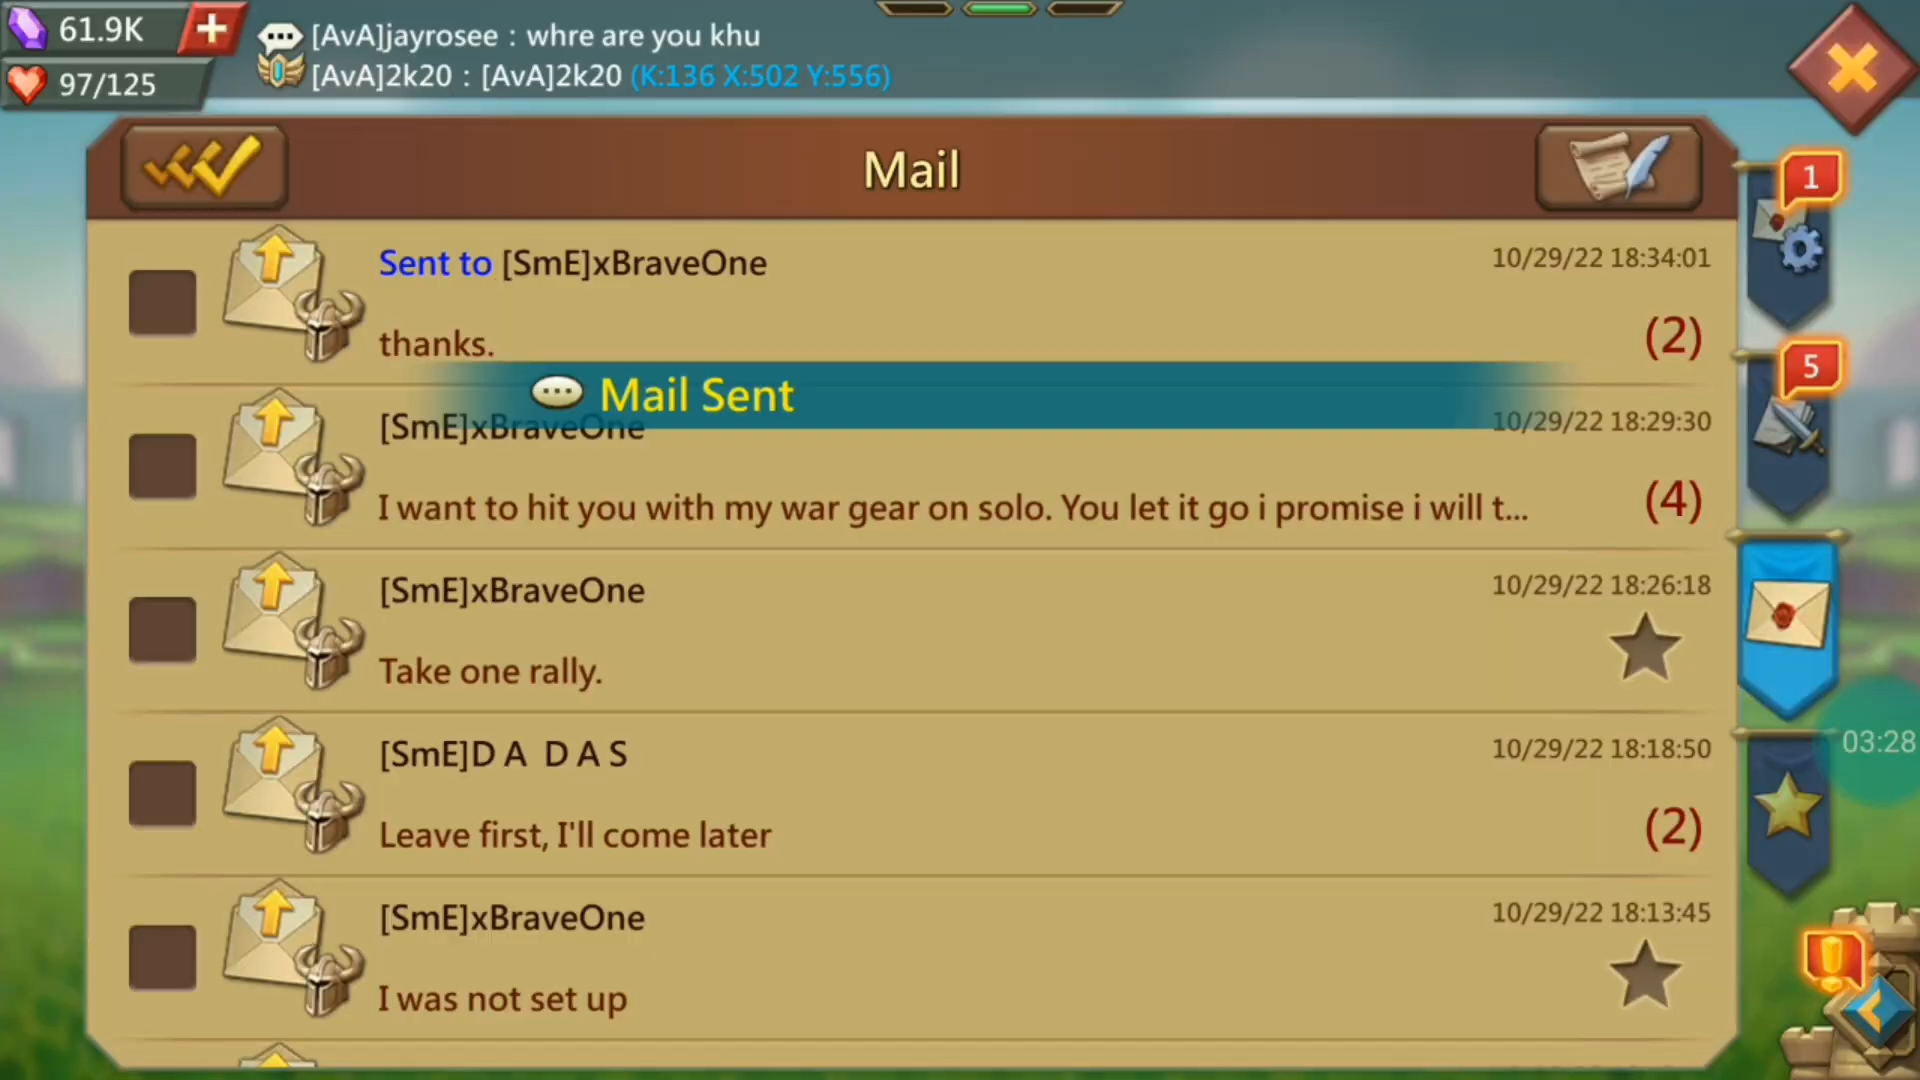 61.9K
97/125
[AvA]jayrosee : whre are you khu
[AvA]2k20 : [AvA]2k20 (K:136 X:502 Y:556)
Mail
1
Sent to [SmE]xBraveOne
10/29/22 18:34:01
thanks.
(2)
5
Mail Sent
[SmE]xBraveOne
10/29/22 18:29:30
I want to hit you with my war gear on solo. You let it go i promise i will t...
(4)
[SmE]xBraveOne
10/29/22 18:26:18
Take one rally.
[SmE]D A  D A S
10/29/22 18:18:50
03:28
Leave first, I'll come later
(2)
[SmE]xBraveOne
10/29/22 18:13:45
I was not set up